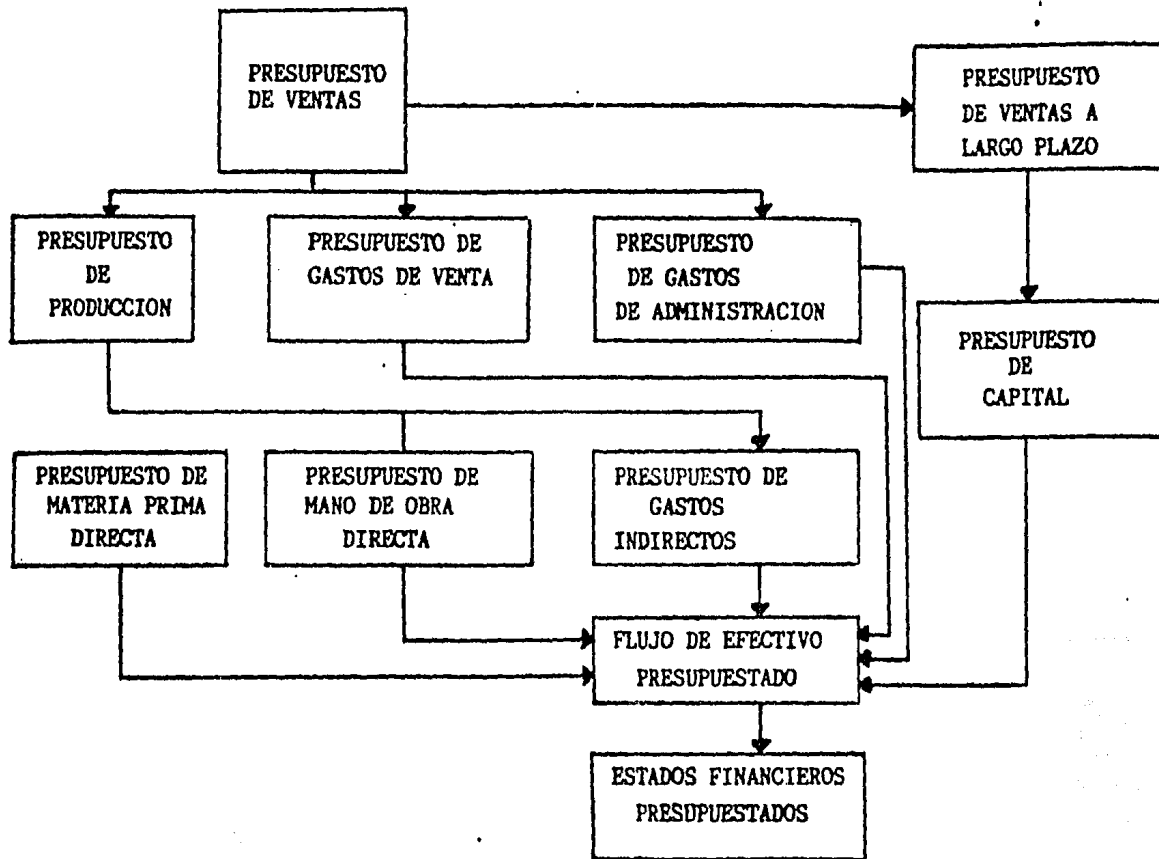 PRESUPUESTO
DE VENTAS
PRESUPUESTO
DE VENTAS A
LARGO PLAZO
PRESUPUESTO
DE
PRODUCCION
PRESUPUESTO DE
GASTOS DE VENTA
PRESUPUESTO
DE GASTOS
DE ADMINISTRACION
PRESUPUESTO
DE
CAPITAL
PRESUPUESTO DE
MATERIA PRIMA
DIRECTA
PRESUPUESTO DE
MANO DE OBRA
DIRECTA
PRESUPUESTO DE
GASTOS
INDIRECTOS
FLUJO DE EFECTIVO
PRESUPUESTADO
ESTADOS FINANCIEROS
PRESUPUESTADOS